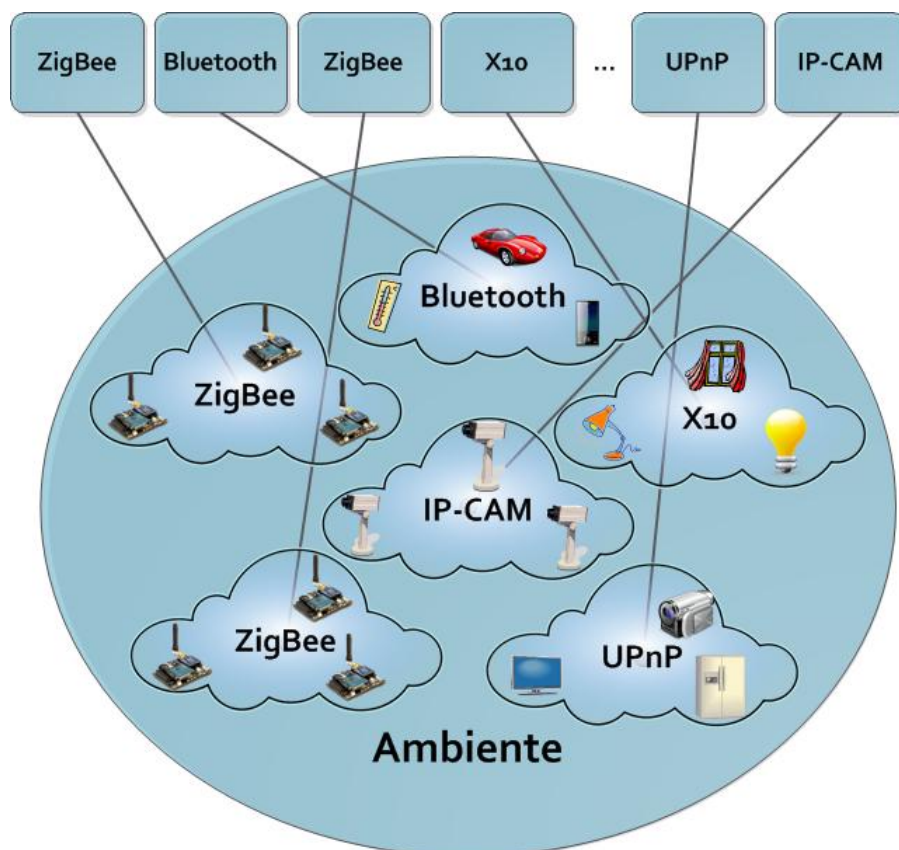 ZigBee
Bluetooth
ZigBee
X10
...
UPnP
IP-CAM
Bluetooth
ZigBee
X10
IP-CAM
ZigBee
UPnP
Ambiente